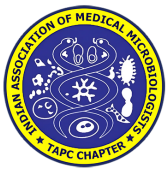 INDIAN ASSOCIATION OF MEDICAL MICROBIOLOGISTS
★ TAPC CHAPTER ★